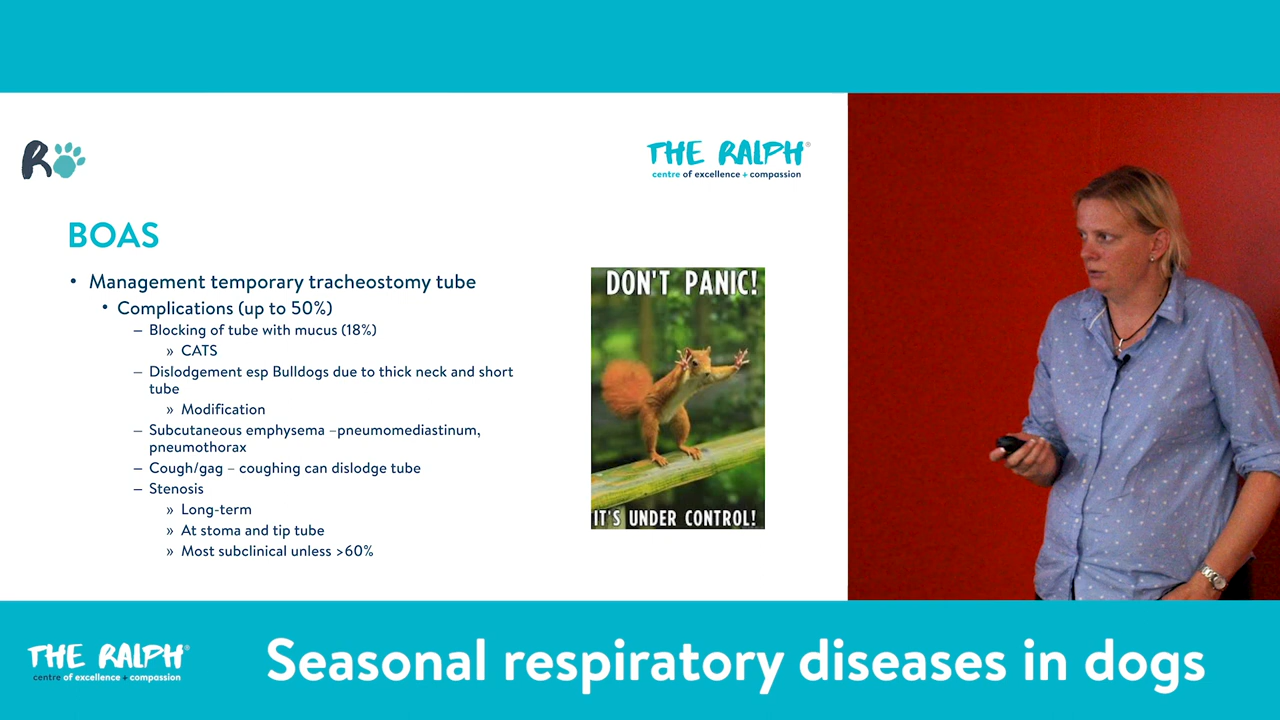 R
THE RALPH®
centre of excellence + compassion
BOAS
• Management temporary tracheostomy tube
• Complications (up to 50%)
– Blocking of tube with mucus (18%)
» CATS
– Dislodgement esp Bulldogs due to thick neck and short
tube
» Modification
– Subcutaneous emphysema –pneumomediastinum,
pneumothorax
– Cough/gag – coughing can dislodge tube
– Stenosis
» Long-term
» At stoma and tip tube
» Most subclinical unless >60%
DON'T PANIC!
IT'S UNDER CONTROL!
THE RALPH®
centre of excellence + compassion
Seasonal respiratory diseases in dogs